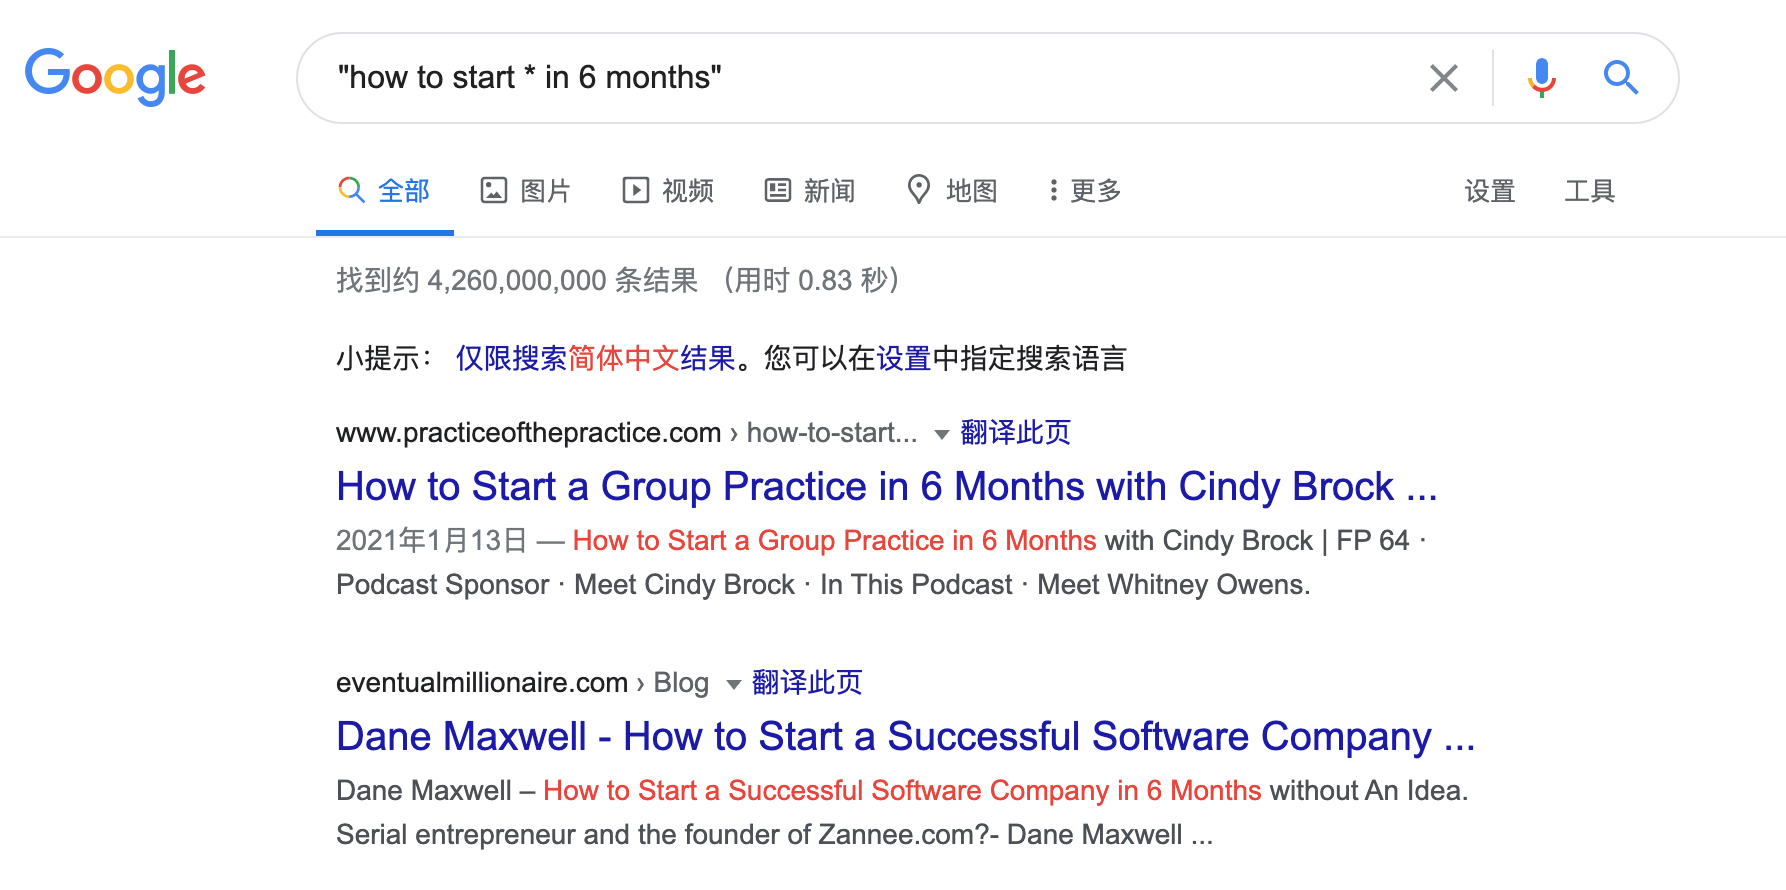 Google
"how to start * in 6 months"
全部 图片 视频 新闻 地图 更多 设置 工具
找到约 4,260,000,000 条结果 （用时 0.83 秒）
小提示： 仅限搜索简体中文结果。您可以在设置中指定搜索语言
www.practiceofthepractice.com › how-to-start... 翻译此页
How to Start a Group Practice in 6 Months with Cindy Brock ...
2021年1月13日 — How to Start a Group Practice in 6 Months with Cindy Brock | FP 64 ·
Podcast Sponsor · Meet Cindy Brock · In This Podcast · Meet Whitney Owens.
eventualmillionaire.com › Blog 翻译此页
Dane Maxwell - How to Start a Successful Software Company ...
Dane Maxwell – How to Start a Successful Software Company in 6 Months without An Idea.
Serial entrepreneur and the founder of Zannee.com?- Dane Maxwell ...